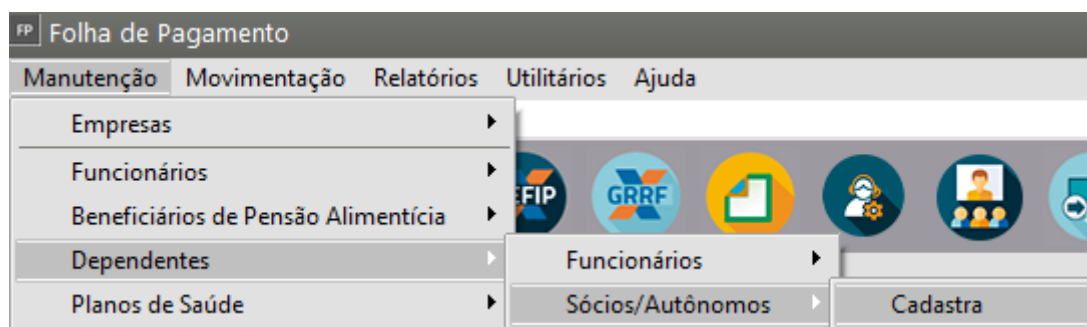 FP Folha de Pagamento
Manutenção Movimentação Relatórios Utilitários Ajuda
Empresas
Funcionários
Beneficiários de Pensão Alimentícia
GRRF
Dependentes
Funcionários
Planos de Saúde
Sócios/Autônomos
Cadastra